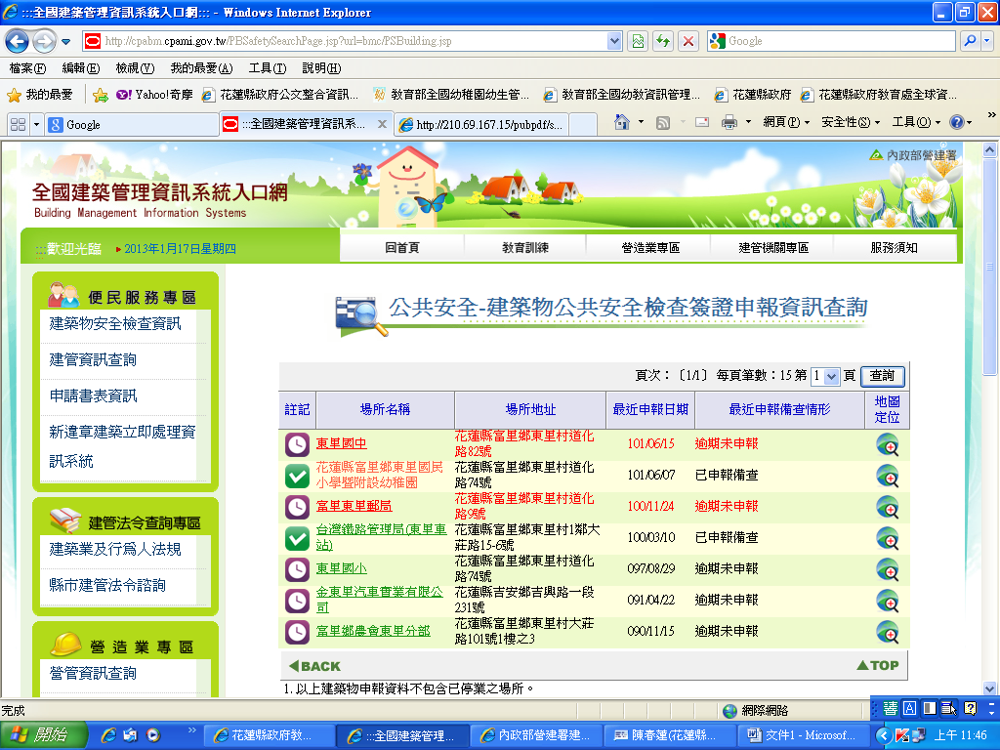 :::全國建築管理資訊系統入口網::: - Windows Internet Explorer
http://cpabm.cpami.gov.tw/PBSafetySearchPage.jsp?url=bmc/PSBuilding.jsp
Google
檔案(F) 編輯(E) 檢視(V) 我的最愛(A) 工具(T) 說明(H)
我的最愛 Yahoo!奇摩 花蓮縣政府公文整合資訊... 教育部全國幼稚園幼生管... 教育部全國幼教資訊管理... 花蓮縣政府 花蓮縣政府教育處全球資...
Google :::全國建築管理資訊系... http://210.69.167.15/pubpdf/s... 網頁(P) 安全性(S) 工具(O)
內政部營建署
全國建築管理資訊系統入口網
Building Management Information Systems
:::歡迎光臨 2013年1月17日星期四 回首頁 教育訓練 營造業專區 建管機關專區 服務須知
便民服務專區
建築物安全檢查資訊
建管資訊查詢
申請書表資訊
新違章建築立即處理資
訊系統
建管法令查詢專區
建築業及行為人法規
縣市建管法令諮詢
營造業專區
營管資訊查詢
公共安全-建築物公共安全檢查簽證申報資訊查詢
頁次：〔1/1〕 每頁筆數：15 第 1 頁 查詢
註記 場所名稱 場所地址 最近申報日期 最近申報備查情形 地圖定位
東里國中 花蓮縣富里鄉東里村道化路82號 101/06/15 逾期未申報
花蓮縣富里鄉東里國民小學暨附設幼稚園 花蓮縣富里鄉東里村道化路74號 101/06/07 已申報備查
富里東里郵局 花蓮縣富里鄉東里村道化路9號 100/11/24 逾期未申報
台灣鐵路管理局(東里車站) 花蓮縣富里鄉東里村1鄰大莊路15-6號 100/03/10 已申報備查
東里國小 花蓮縣富里鄉東里村道化路74號 097/08/29 逾期未申報
金東里汽車實業有限公司 花蓮縣吉安鄉吉興路一段231號 091/04/22 逾期未申報
富里鄉農會東里分部 花蓮縣富里鄉東里村大莊路101號1樓之3 090/11/15 逾期未申報
BACK TOP
1. 以上建築物申報資料不包含已停業之場所。
完成 網際網路
開始 花蓮縣政府教... :::全國建築管理... 內政部營建署建... 陳春蓮(花蓮縣... 文件1 - Microsof... 上午 11:46